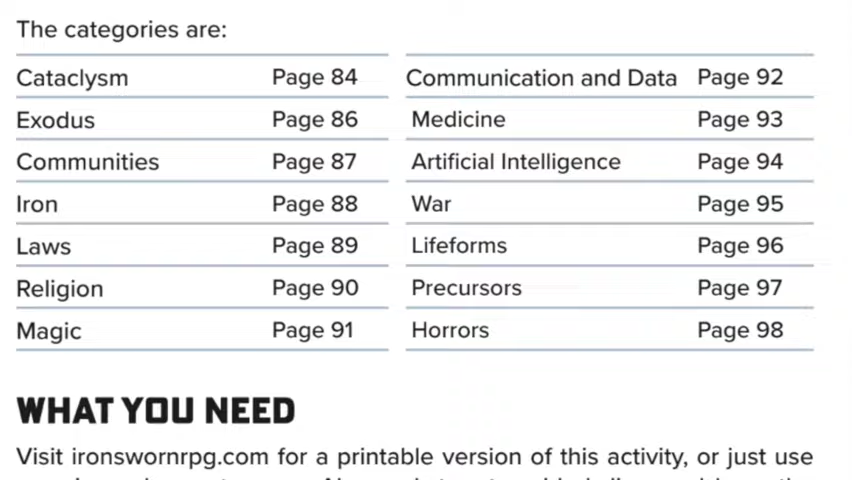 The categories are:
Cataclysm Page 84
Exodus Page 86
Communities Page 87
Iron Page 88
Laws Page 89
Religion Page 90
Magic Page 91
Communication and Data Page 92
Medicine Page 93
Artificial Intelligence Page 94
War Page 95
Lifeforms Page 96
Precursors Page 97
Horrors Page 98
WHAT YOU NEED
Visit ironswornrpg.com for a printable version of this activity, or just use